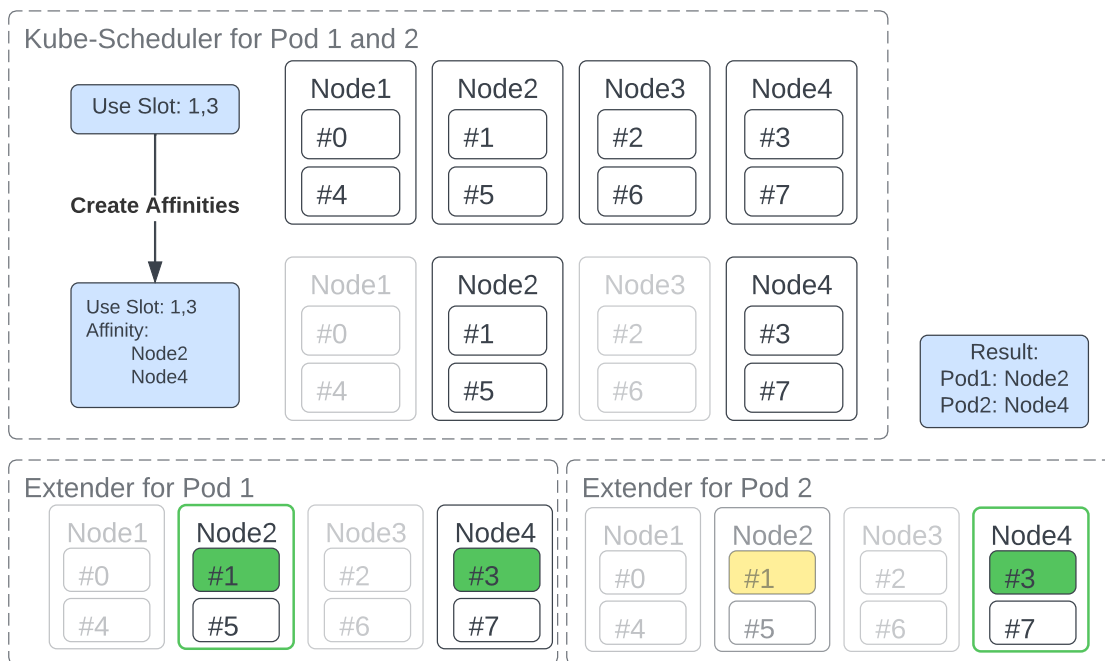 Kube-Scheduler for Pod 1 and 2
Use Slot: 1,3
Create Affinities
Use Slot: 1,3
Affinity:
Node2
Node4
Node1
#0
#4
Node2
#1
#5
Node3
#2
#6
Node4
#3
#7
Node1
#0
#4
Node2
#1
#5
Node3
#2
#6
Node4
#3
#7
Result:
Pod1: Node2
Pod2: Node4
Extender for Pod 1
Node1
#0
#4
Node2
#1
#5
Node3
#2
#6
Node4
#3
#7
Extender for Pod 2
Node1
#0
#4
Node2
#1
#5
Node3
#2
#6
Node4
#3
#7